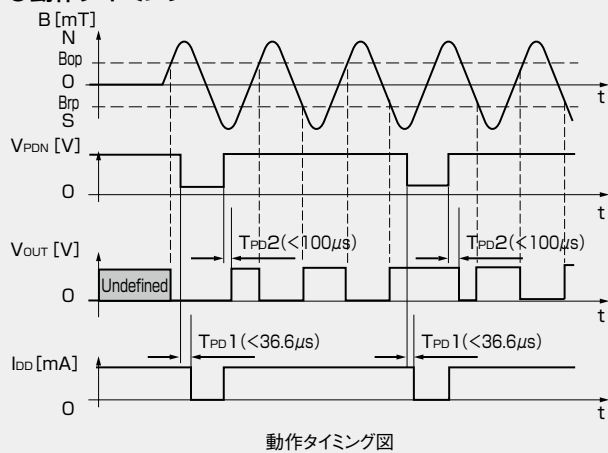 B [mT]
N
Bop
0
Brp
S
t
VPDN [V]
0
t
TPD2(<100μs)
TPD2(<100μs)
VOUT [V]
Undefined
0
t
TPD1(<36.6μs)
TPD1(<36.6μs)
IDD [mA]
0
t
動作タイミング図